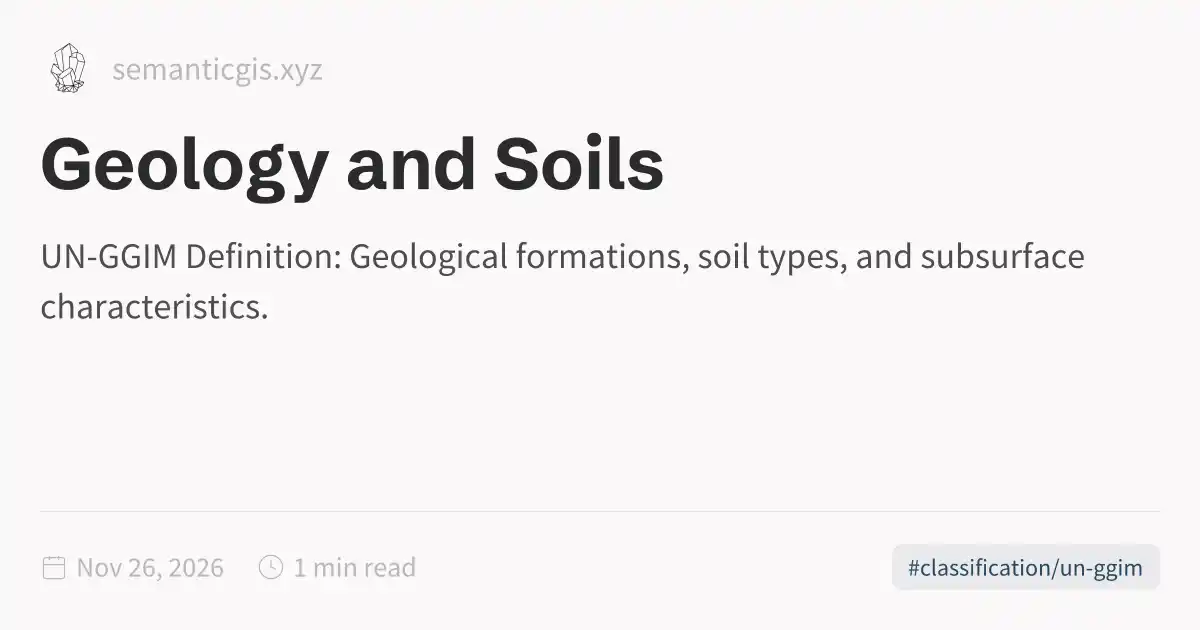 semanticgis.xyz
Geology and Soils
UN-GGIM Definition: Geological formations, soil types, and subsurface
characteristics.
Nov 26, 2026 1 min read #classification/un-ggim